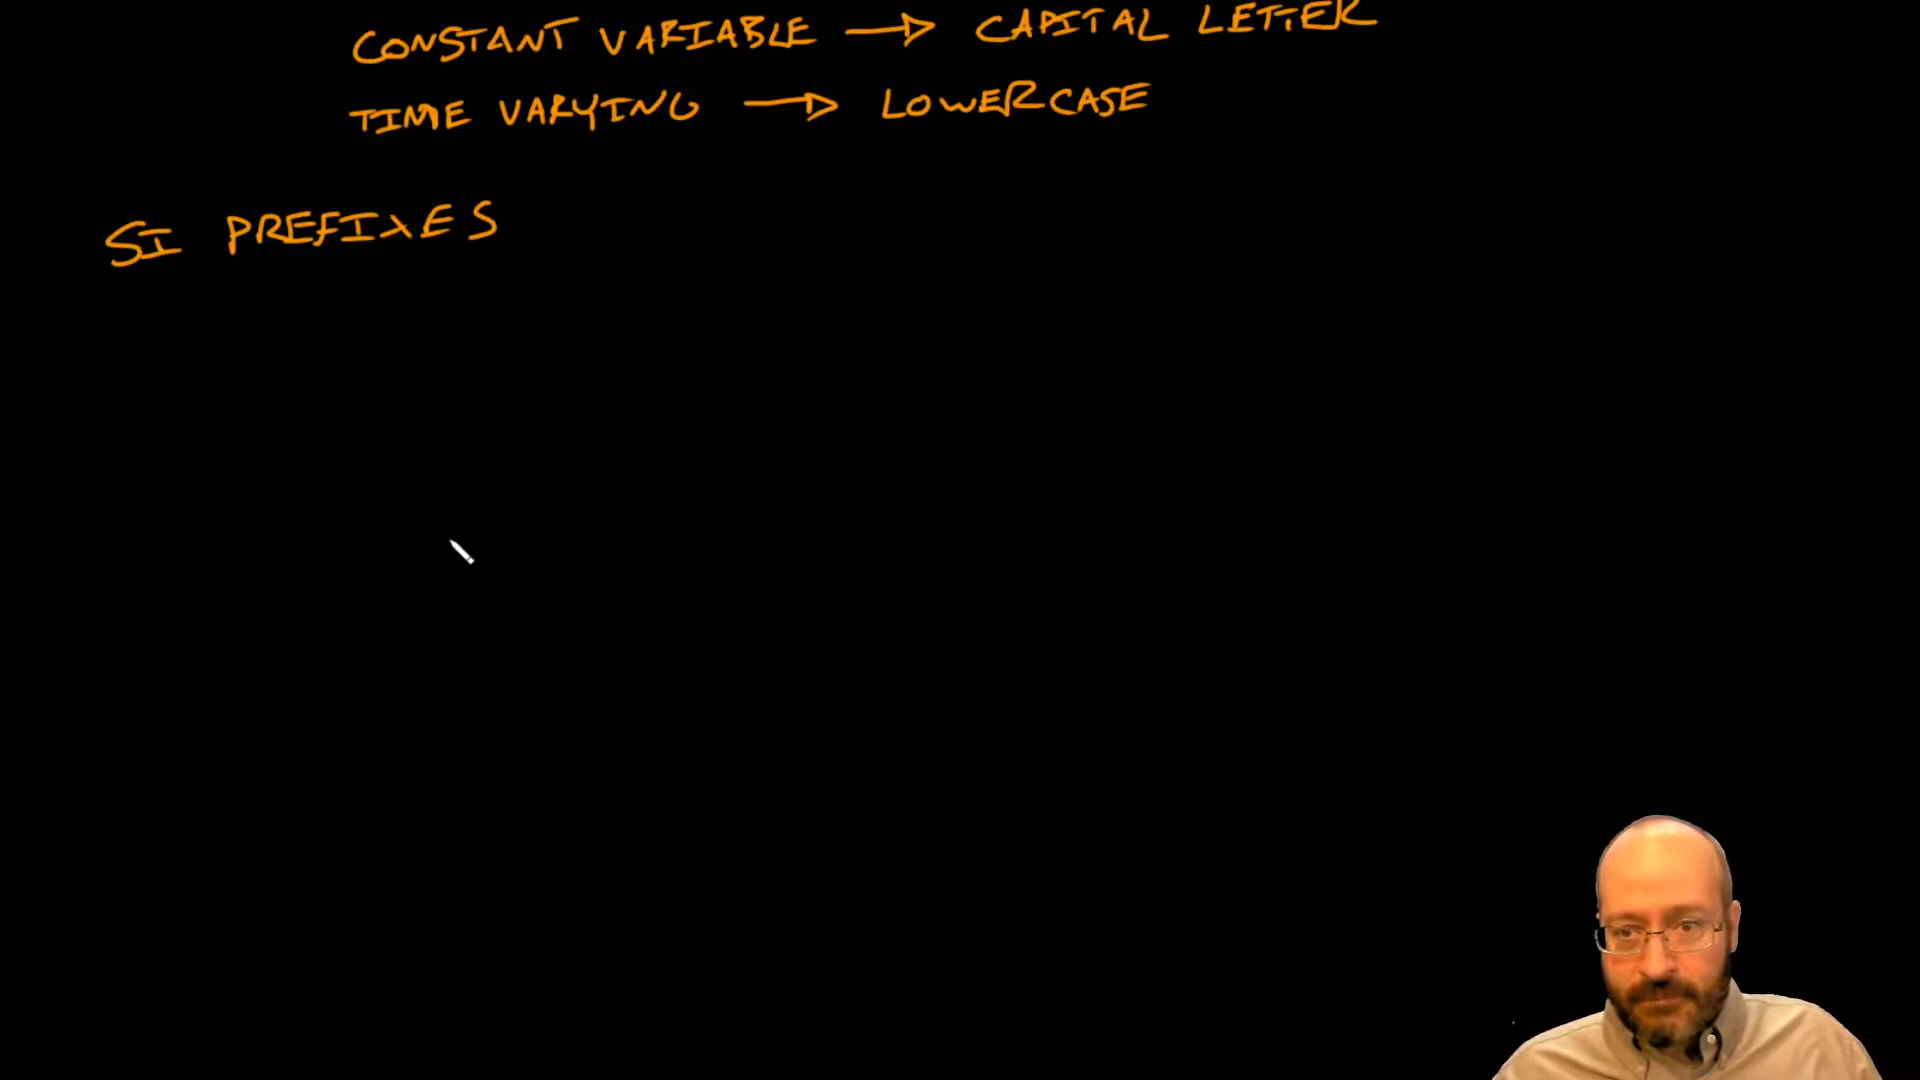 CONSTANT VARIABLE → CAPITAL LETTER
TIME VARYING → LOWERCASE
SI PREFIXES